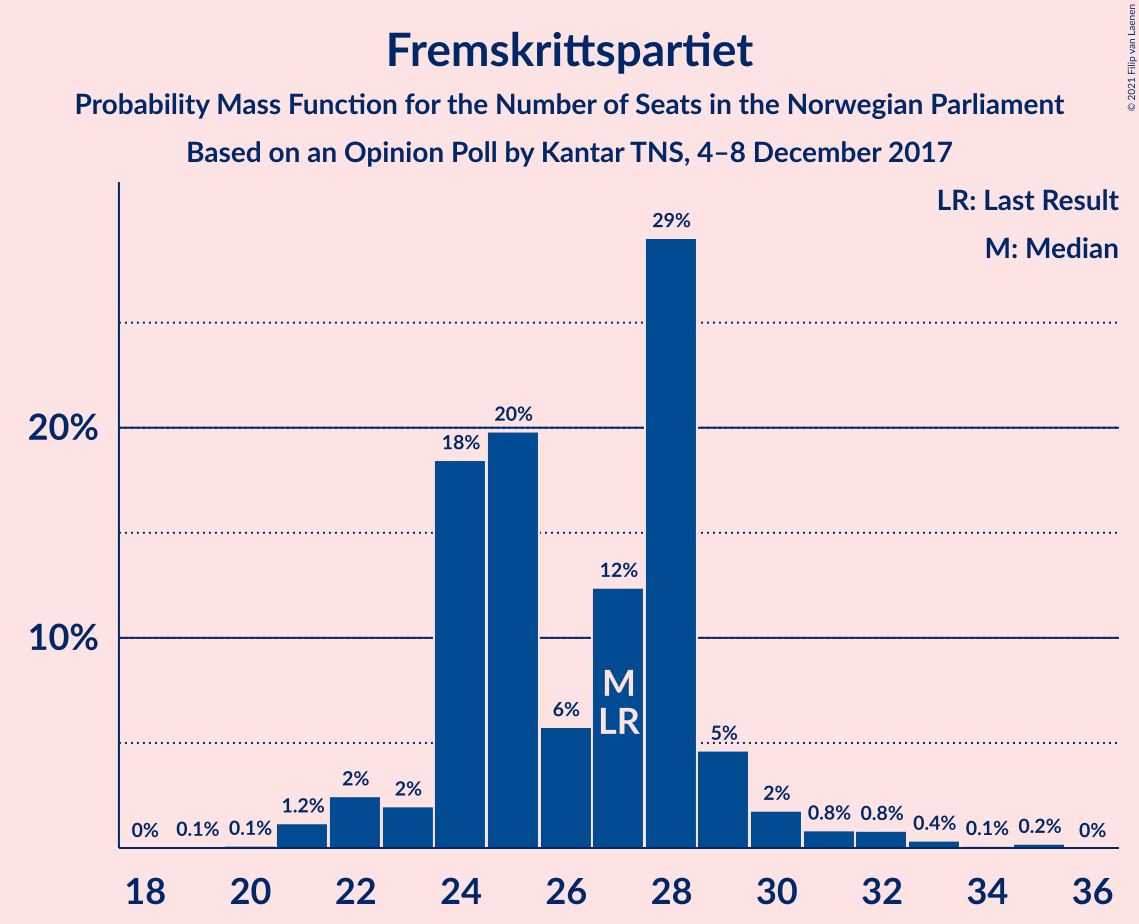 Fremskrittspartiet
Probability Mass Function for the Number of Seats in the Norwegian Parliament
Based on an Opinion Poll by Kantar TNS, 4–8 December 2017
© 2021 Filip van Laenen
LR: Last Result
M: Median
20%
10%
0%
0.1%
0.1%
1.2%
2%
2%
18%
20%
6%
12%
29%
5%
2%
0.8%
0.8%
0.4%
0.1%
0.2%
0%
M
LR
18 20 22 24 26 28 30 32 34 36